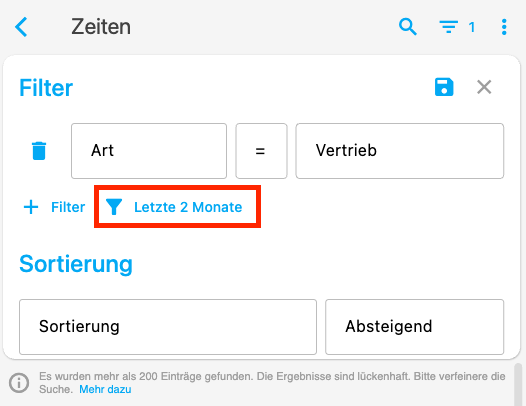 Zeiten 1
Filter
Art = Vertrieb
Filter Letzte 2 Monate
Sortierung
Sortierung Absteigend
Es wurden mehr als 200 Einträge gefunden. Die Ergebnisse sind lückenhaft. Bitte verfeinere die
Suche. Mehr dazu